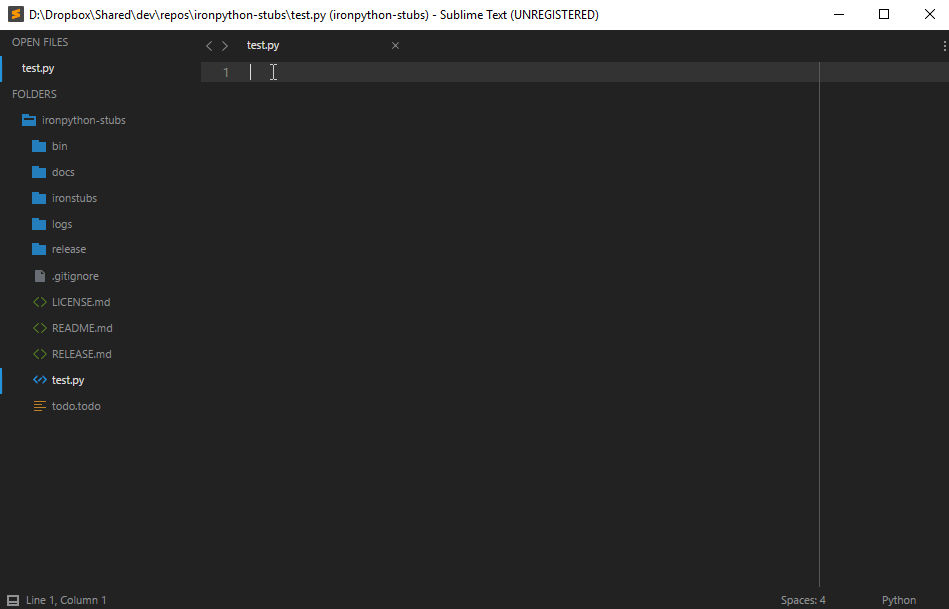 D:\Dropbox\Shared\dev\repos\ironpython-stubs\test.py (ironpython-stubs) - Sublime Text (UNREGISTERED)
OPEN FILES
test.py
FOLDERS
ironpython-stubs
bin
docs
ironstubs
logs
release
.gitignore
LICENSE.md
README.md
RELEASE.md
test.py
todo.todo
test.py
1
Line 1, Column 1
Spaces: 4
Python